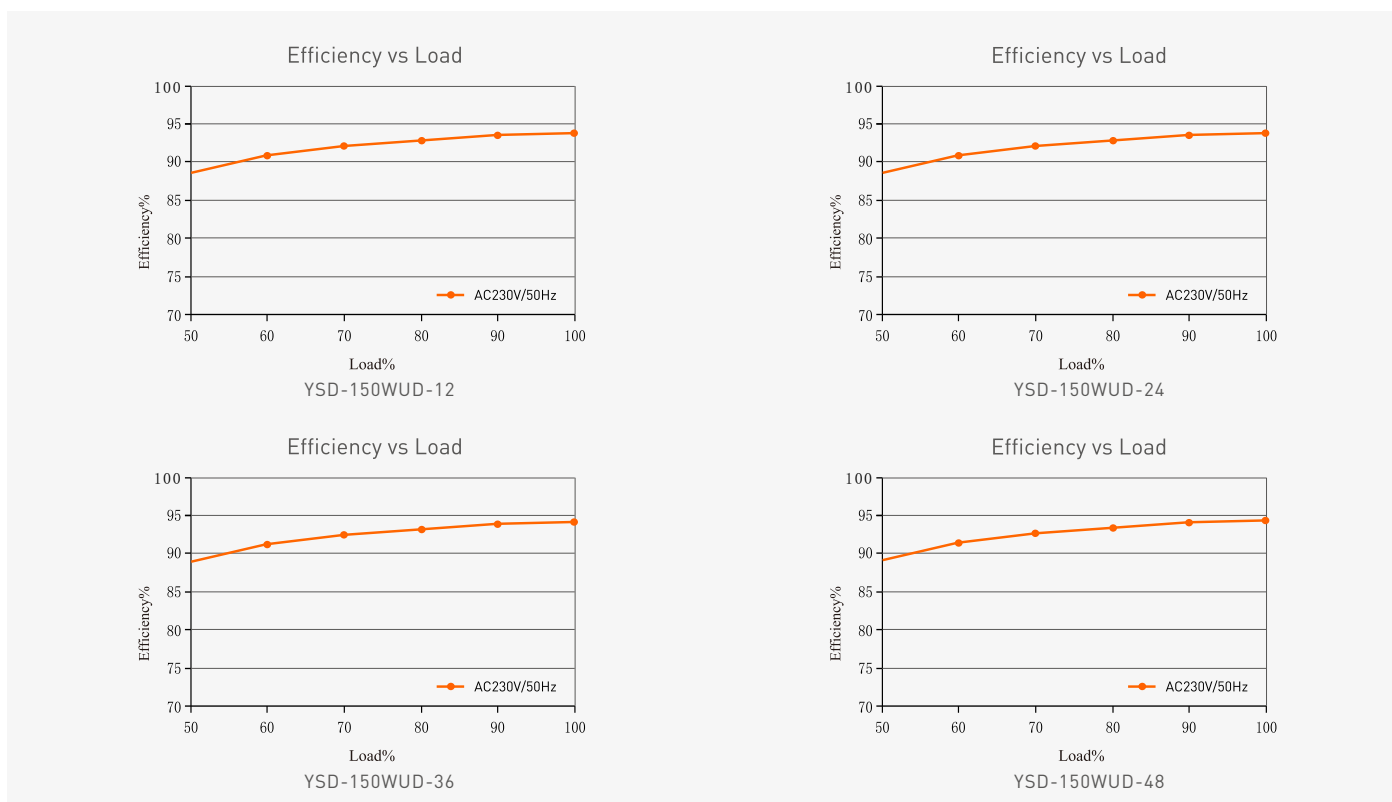 Efficiency vs Load
100
95
90
85
80
75
70
Efficiency%
AC230V/50Hz
50 60 70 80 90 100
Load%
YSD-150WUD-12
Efficiency vs Load
100
95
90
85
80
75
70
Efficiency%
AC230V/50Hz
50 60 70 80 90 100
Load%
YSD-150WUD-24
Efficiency vs Load
100
95
90
85
80
75
70
Efficiency%
AC230V/50Hz
50 60 70 80 90 100
Load%
YSD-150WUD-36
Efficiency vs Load
100
95
90
85
80
75
70
Efficiency%
AC230V/50Hz
50 60 70 80 90 100
Load%
YSD-150WUD-48